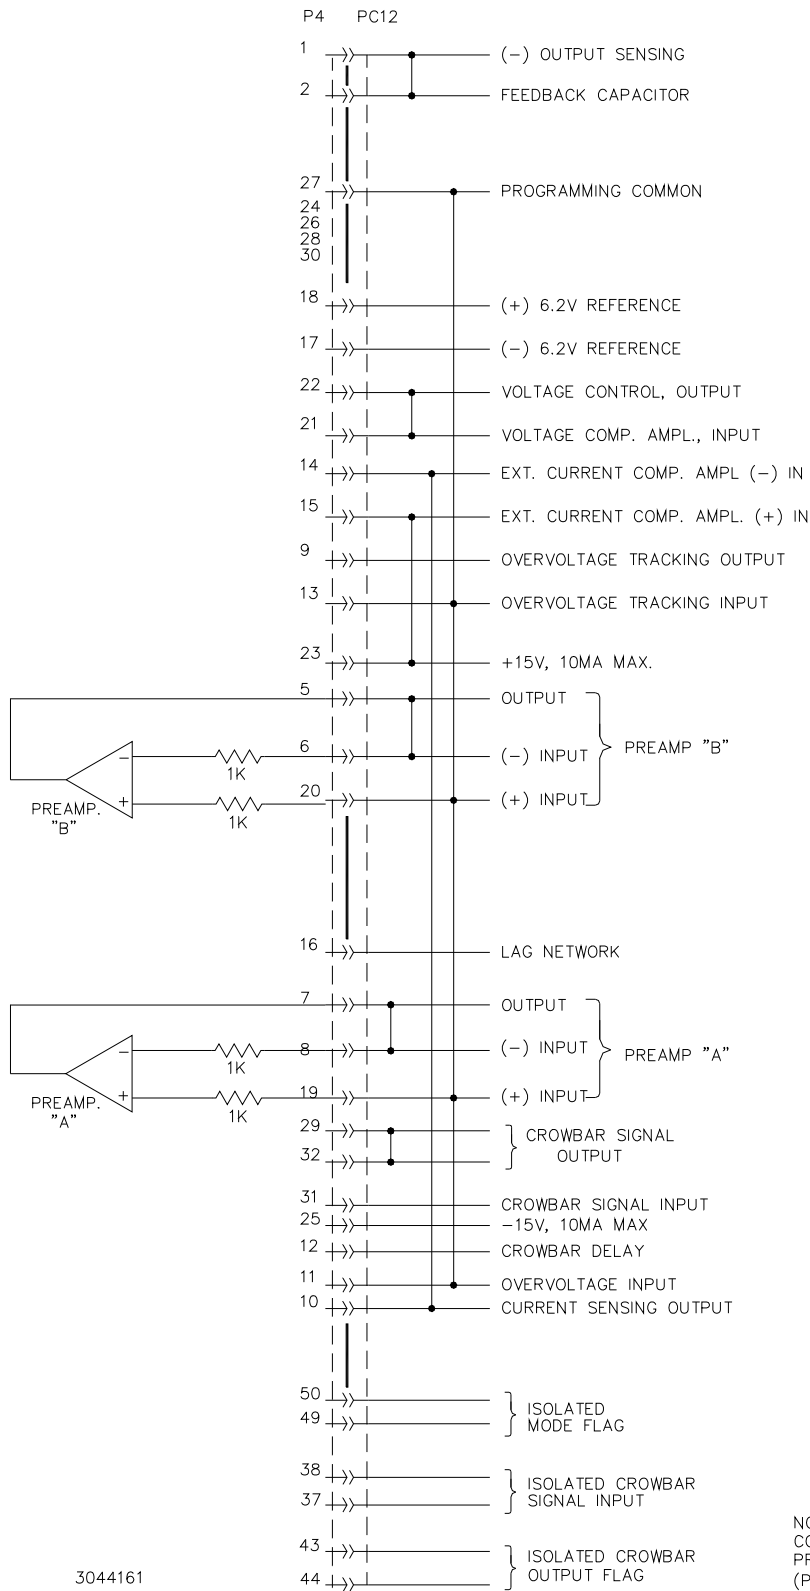 P4 PC12
1 (−) OUTPUT SENSING
2 FEEDBACK CAPACITOR
27 PROGRAMMING COMMON
24
26
28
30
18 (+) 6.2V REFERENCE
17 (−) 6.2V REFERENCE
22 VOLTAGE CONTROL, OUTPUT
21 VOLTAGE COMP. AMPL., INPUT
14 EXT. CURRENT COMP. AMPL (−) IN
15 EXT. CURRENT COMP. AMPL. (+) IN
9 OVERVOLTAGE TRACKING OUTPUT
13 OVERVOLTAGE TRACKING INPUT
23 +15V, 10MA MAX.
5 OUTPUT
PREAMP "B"
− 1K 6 (−) INPUT
+ 1K 20 (+) INPUT
PREAMP.
"B"
16 LAG NETWORK
7 OUTPUT
− 1K 8 (−) INPUT
PREAMP "A"
+ 1K 19 (+) INPUT
PREAMP.
"A"
29 CROWBAR SIGNAL
32 OUTPUT
31 CROWBAR SIGNAL INPUT
25 −15V, 10MA MAX
12 CROWBAR DELAY
11 OVERVOLTAGE INPUT
10 CURRENT SENSING OUTPUT
50 ISOLATED
49 MODE FLAG
38 ISOLATED CROWBAR
37 SIGNAL INPUT
43 ISOLATED CROWBAR
44 OUTPUT FLAG
3044161